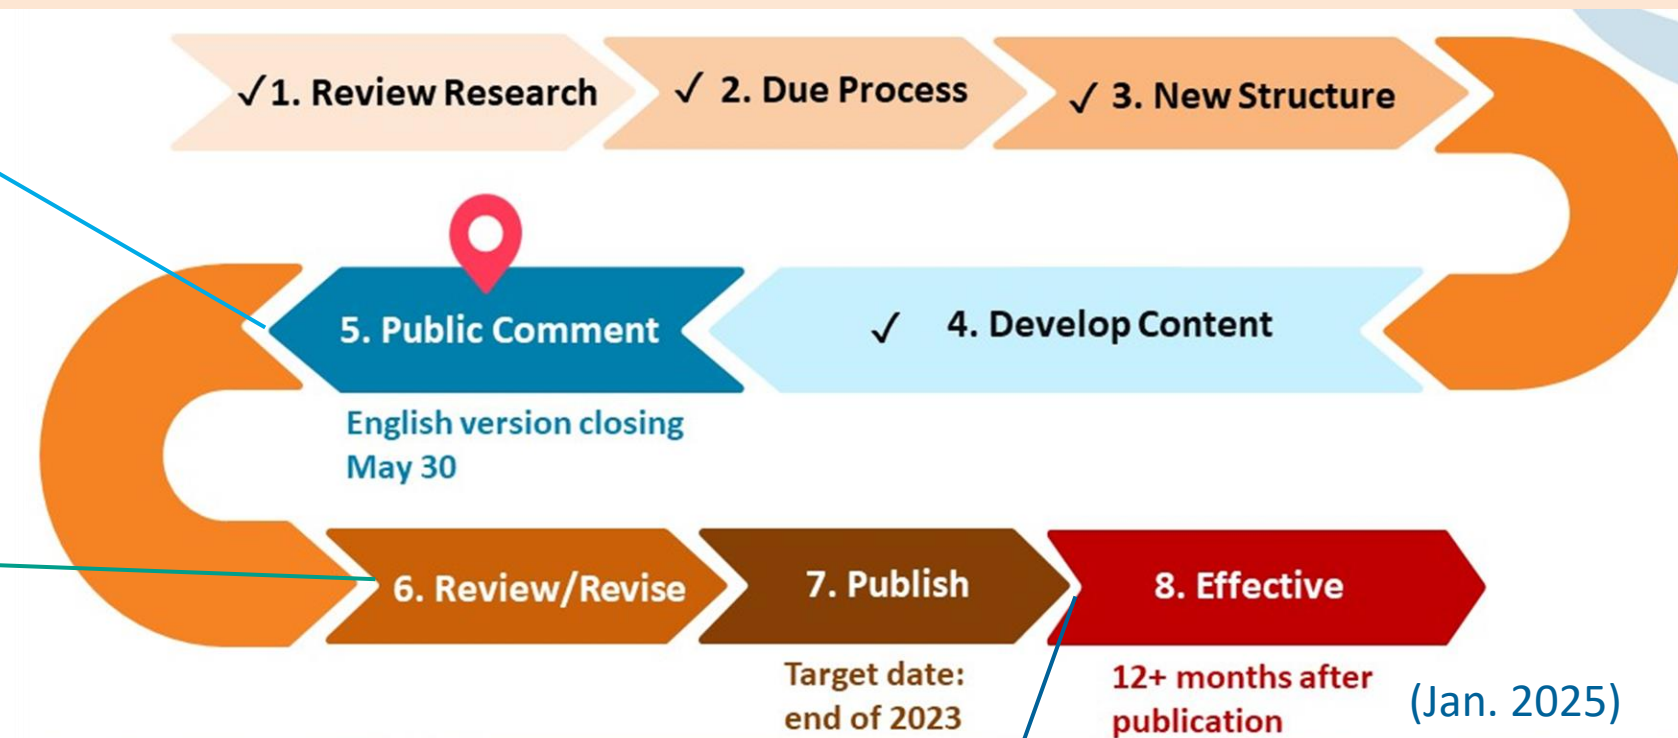 ✓1. Review Research
✓ 2. Due Process
✓ 3. New Structure
✓ 4. Develop Content
5. Public Comment
English version closing
May 30
6. Review/Revise
7. Publish
Target date:
end of 2023
8. Effective
12+ months after
publication
(Jan. 2025)